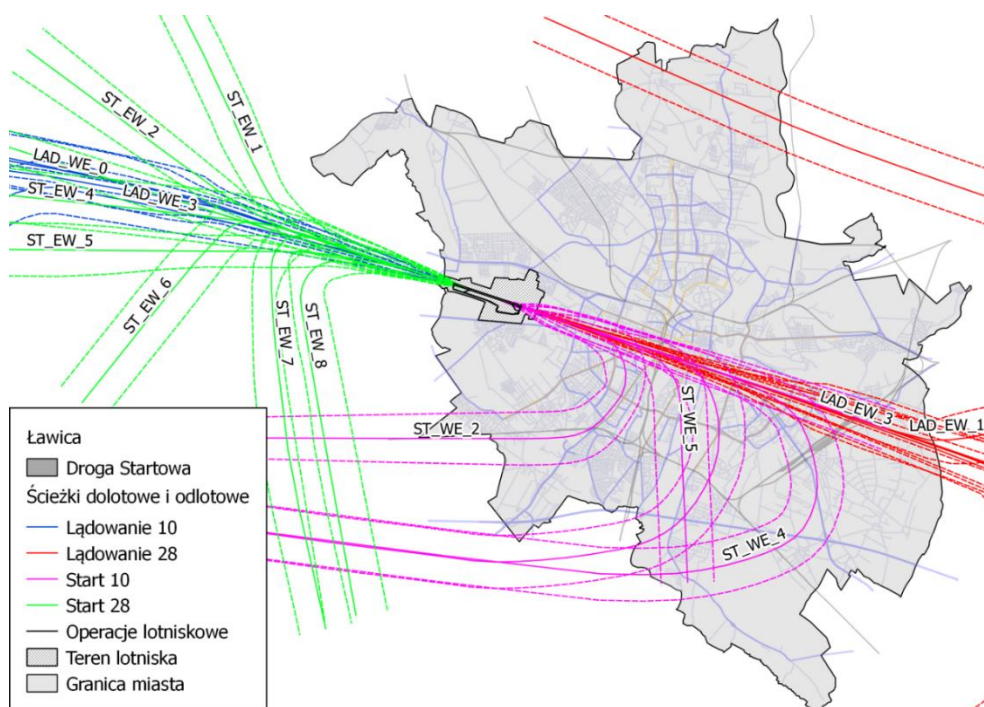 ST_EW_1
ST_EW_2
LAD_WE_0
LAD_WE_3
ST_EW_4
ST_EW_5
ST_EW_6
ST_EW_7
ST_EW_8
ST_WE_2
ST_WE_5
LAD_EW_3
LAD_EW_1
ST_WE_4
Ławica
Droga Startowa
Ścieżki dolotowe i odlotowe
Lądowanie 10
Lądowanie 28
Start 10
Start 28
Operacje lotniskowe
Teren lotniska
Granica miasta